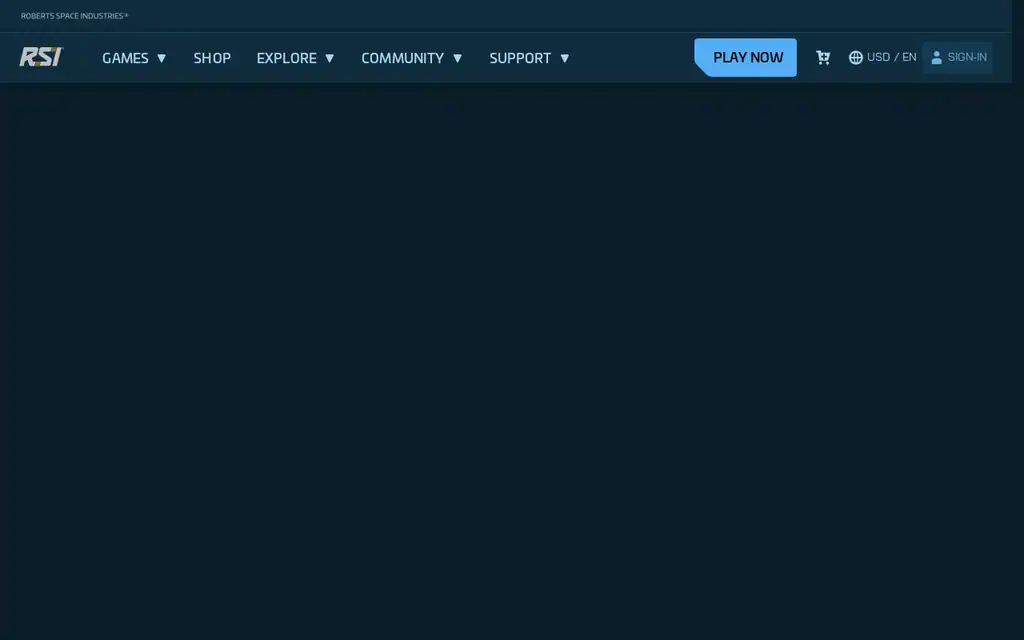 ROBERTS SPACE INDUSTRIES®
RSI GAMES ▼ SHOP EXPLORE ▼ COMMUNITY ▼ SUPPORT ▼ PLAY NOW USD / EN SIGN-IN